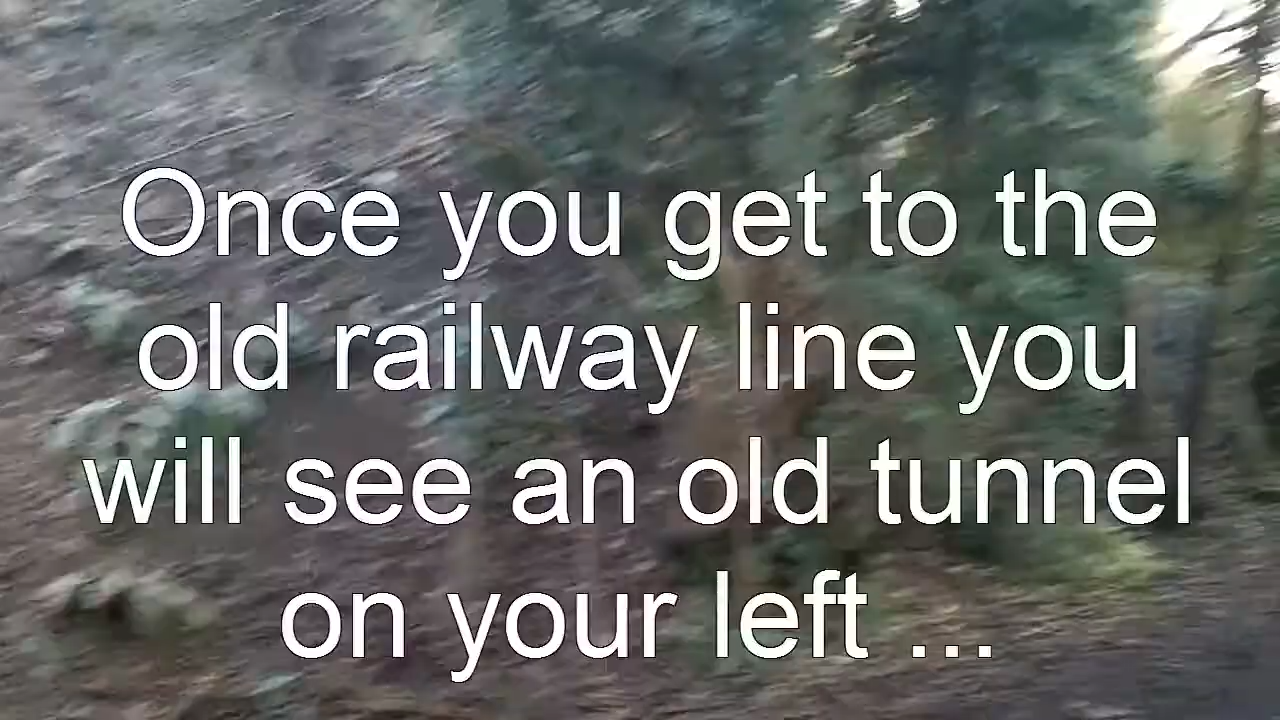 Once you get to the
old railway line you
will see an old tunnel
on your left ...